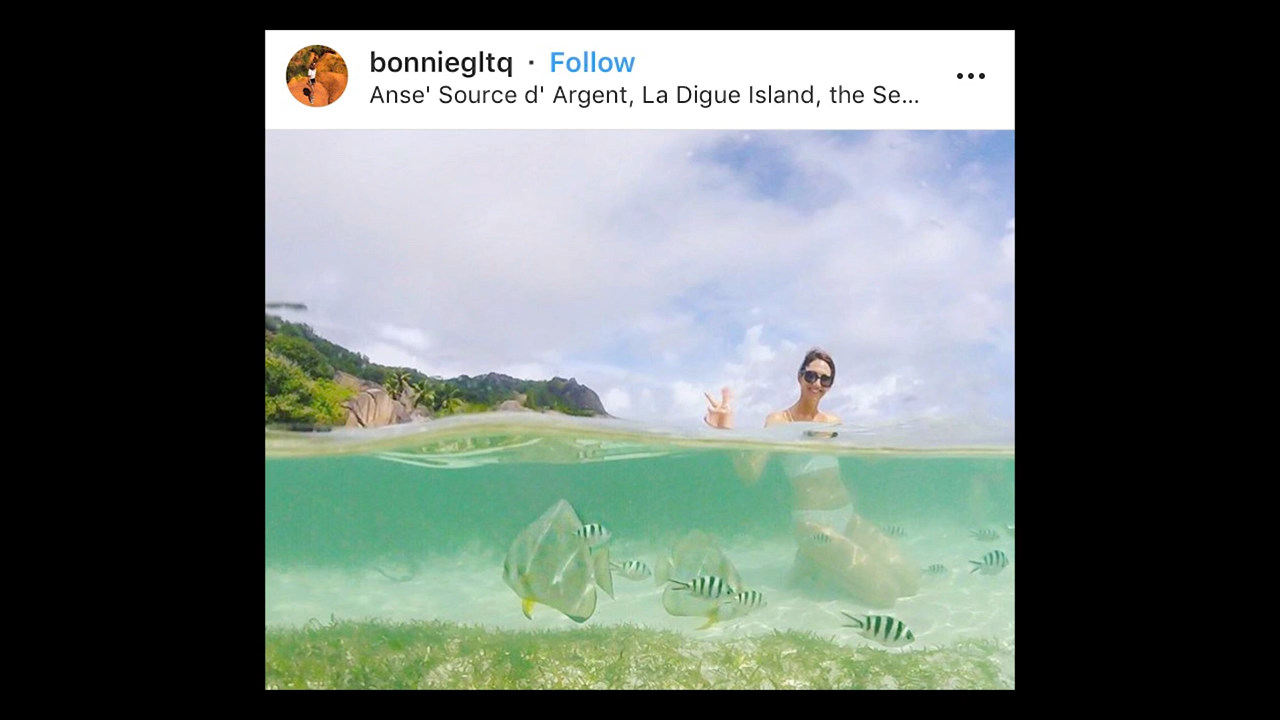 bonniegltq · Follow
Anse' Source d' Argent, La Digue Island, the Se...